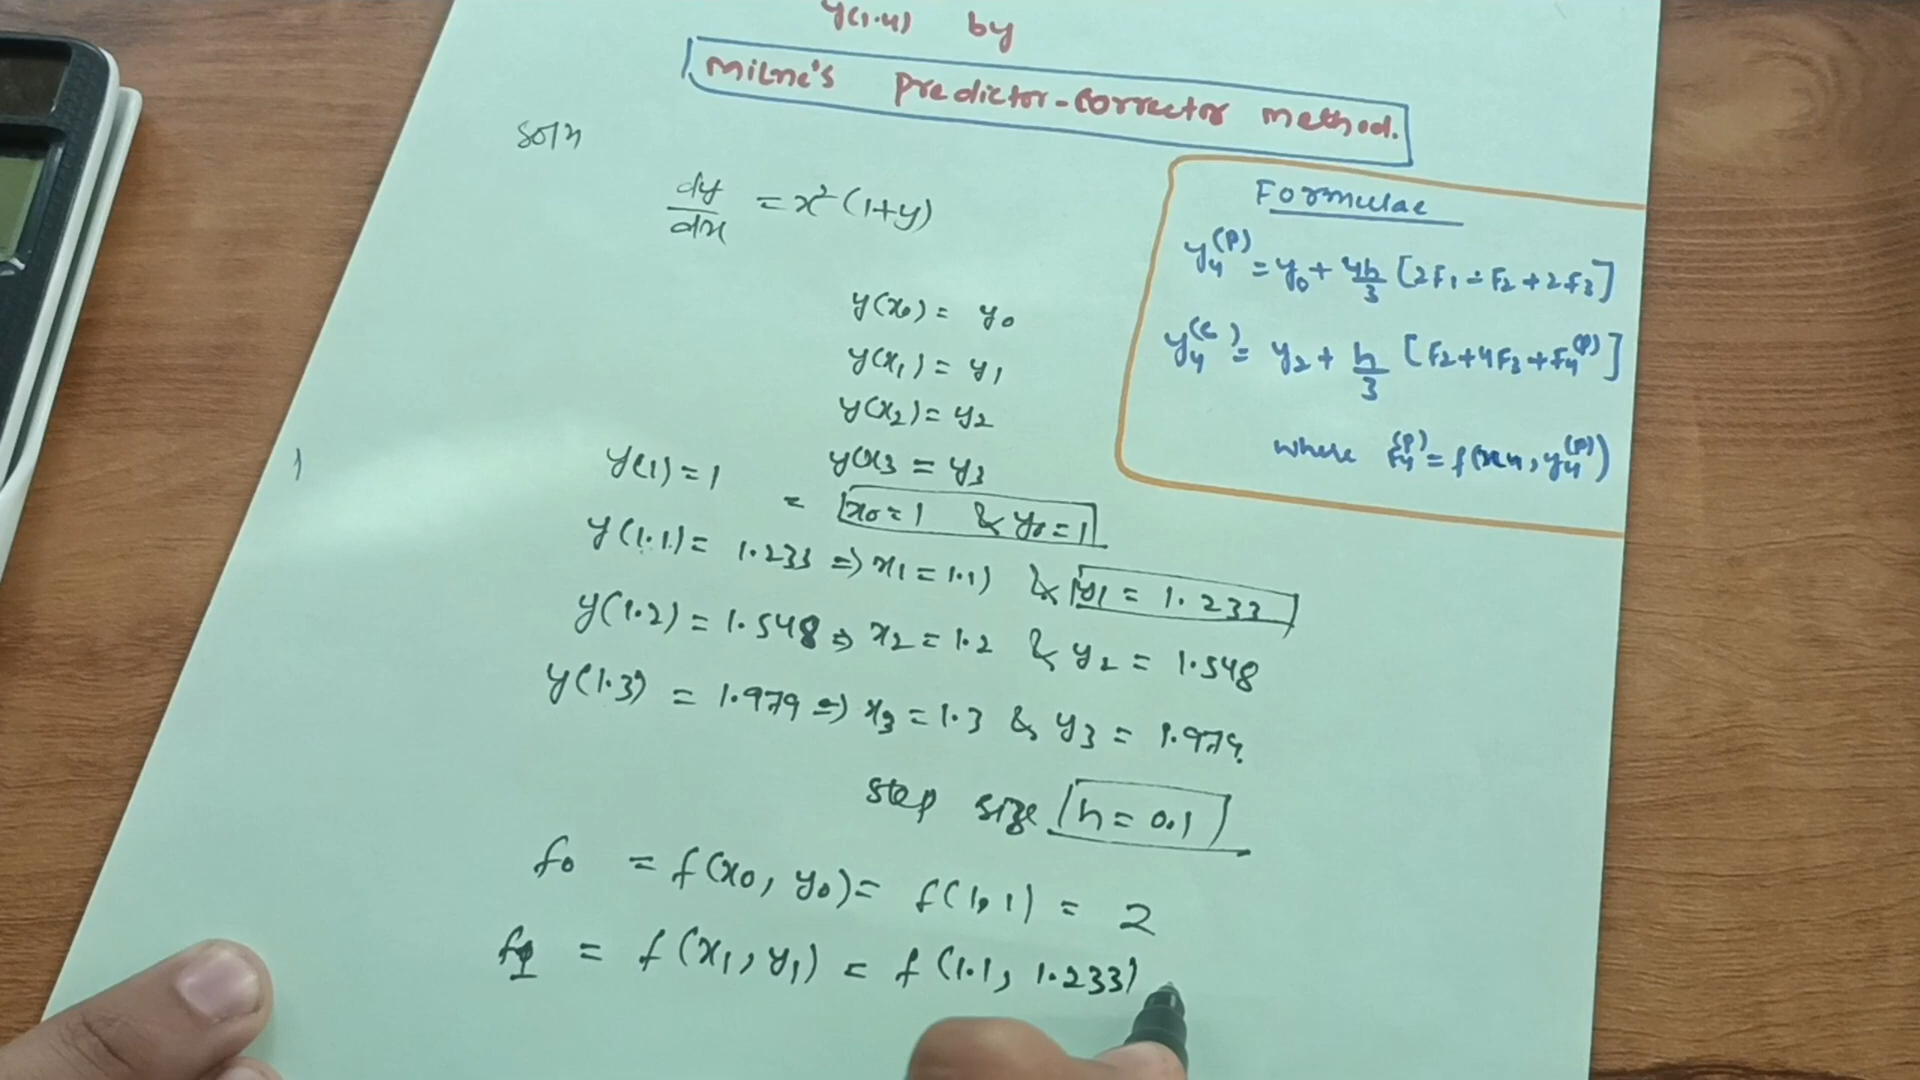 y(1.4) by
Milne's Predictor-corrector method.
soln
dy/dx = x² (1+y)
Formulae
y₄⁽ᴾ⁾ = y₀ + 4h/3 [2F₁ - F₂ + 2F₃]
y₄⁽ᶜ⁾ = y₂ + h/3 [F₂ + 4F₃ + F₄⁽ᴾ⁾]
where F₄⁽ᴾ⁾ = f(x₄, y₄⁽ᴾ⁾)
y(x₀) = y₀
y(x₁) = y₁
y(x₂) = y₂
y(x₃ = y₃
y(1) = 1 = x₀ = 1 & y₀ = 1
y(1.1) = 1.233 => x₁ = 1.1) & y₁ = 1.233
y(1.2) = 1.548 => x₂ = 1.2 & y₂ = 1.548
y(1.3) = 1.979 => x₃ = 1.3 & y₃ = 1.979.
step size h = 0.1
f₀ = f(x₀, y₀) = f(1, 1) = 2
f₁ = f(x₁, y₁) = f(1.1, 1.233)